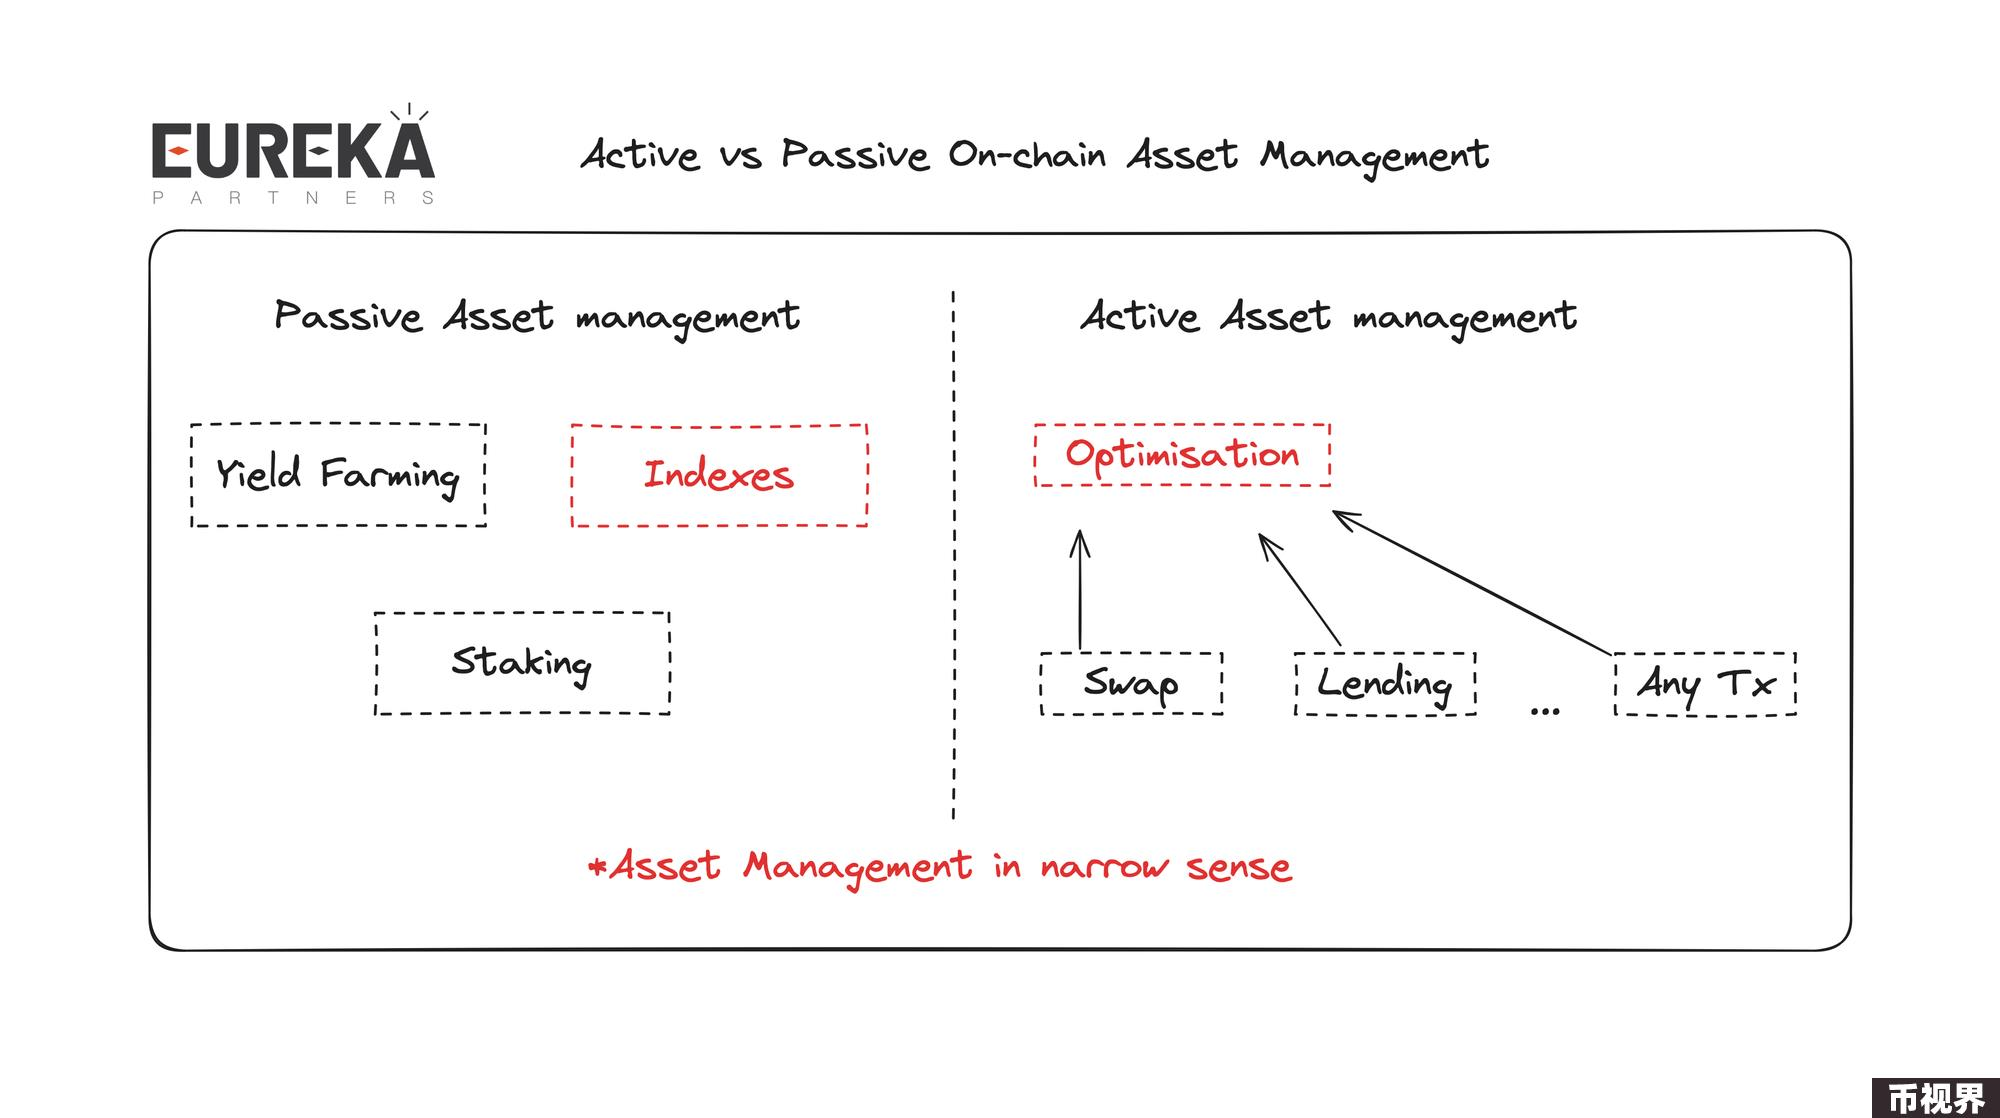 EUREKA
PARTNERS
Active vs Passive On-chain Asset Management
Passive Asset management
Active Asset management
Yield Farming
Indexes
Optimisation
Staking
Swap
Lending
...
Any Tx
*Asset Management in narrow sense
币视界